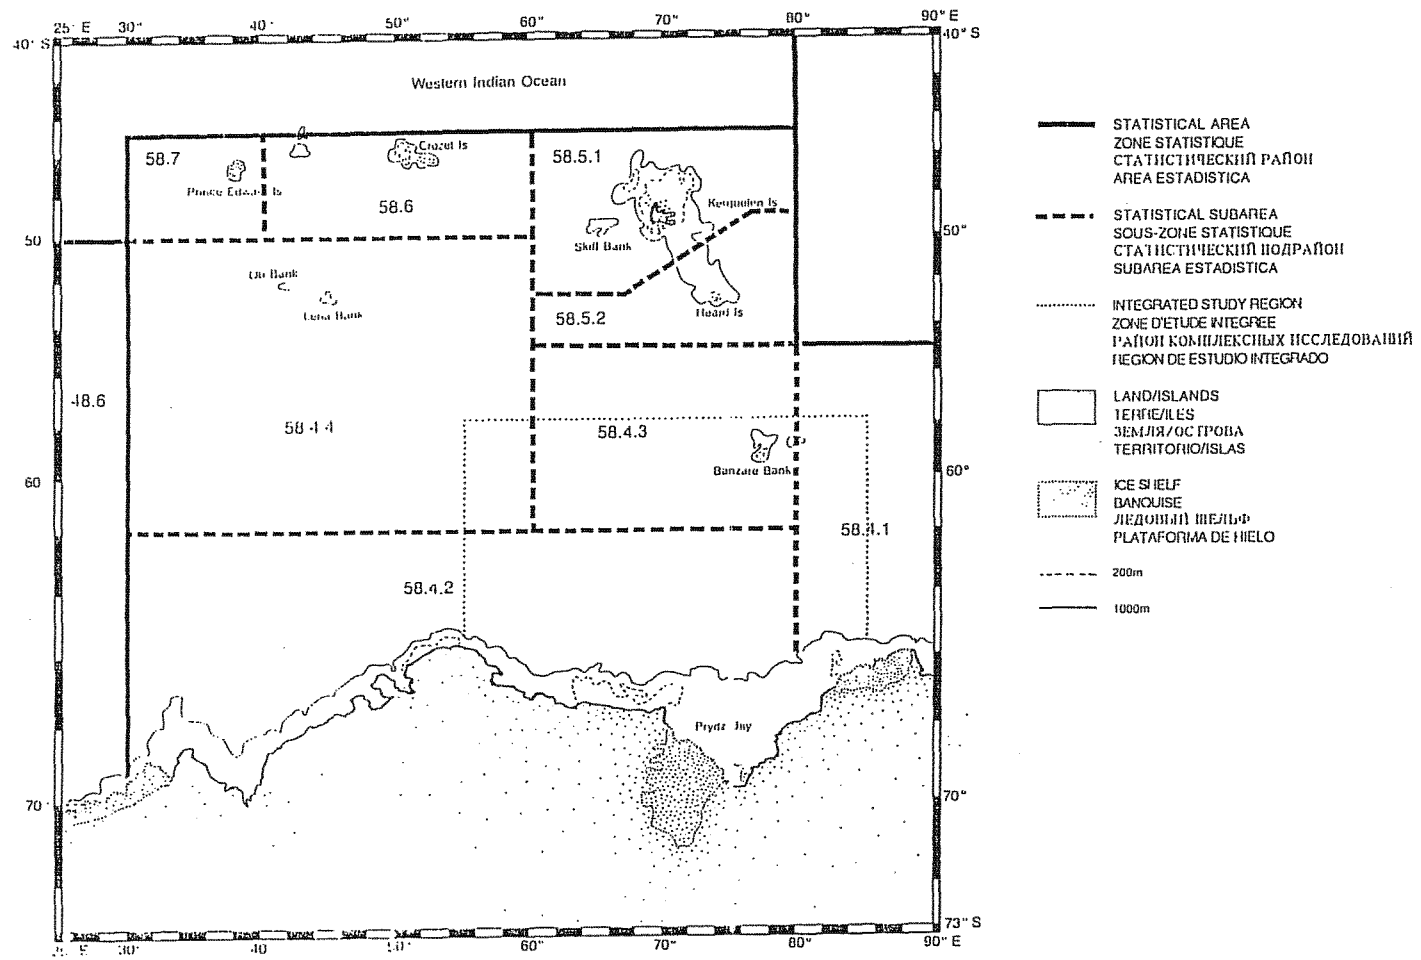 25° E 30° 40° 50° 60° 70° 80° 90° E
40° S
40° S
Western Indian Ocean
58.7
Crozet Is
58.5.1
Prince Edward Is
58.6
Kerguelen Is
50
50°
Skiff Bank
Ob Bank
Lena Bank
Heard Is
58.5.2
48.6
58 4 4
58.4.3
Banzare Bank
60
60°
58.4.1
58.4.2
Prydz Bay
70°
70°
73° S
30° 40 50° 60° 70° 80° 90° E
STATISTICAL AREA
ZONE STATISTIQUE
СТАТИСТИЧЕСКИЙ РАЙОН
AREA ESTADISTICA
STATISTICAL SUBAREA
SOUS-ZONE STATISTIQUE
СТАТИСТИЧЕСКИЙ ПОДРАЙОН
SUBAREA ESTADISTICA
INTEGRATED STUDY REGION
ZONE D'ETUDE INTEGREE
РАЙОН КОМПЛЕКСНЫХ ИССЛЕДОВАНИЙ
REGION DE ESTUDIO INTEGRADO
LAND/ISLANDS
TERRE/ILES
ЗЕМЛЯ/ОСТРОВА
TERRITORIO/ISLAS
ICE SHELF
BANQUISE
ЛЕДОВЫЙ ШЕЛЬФ
PLATAFORMA DE HIELO
200m
1000m